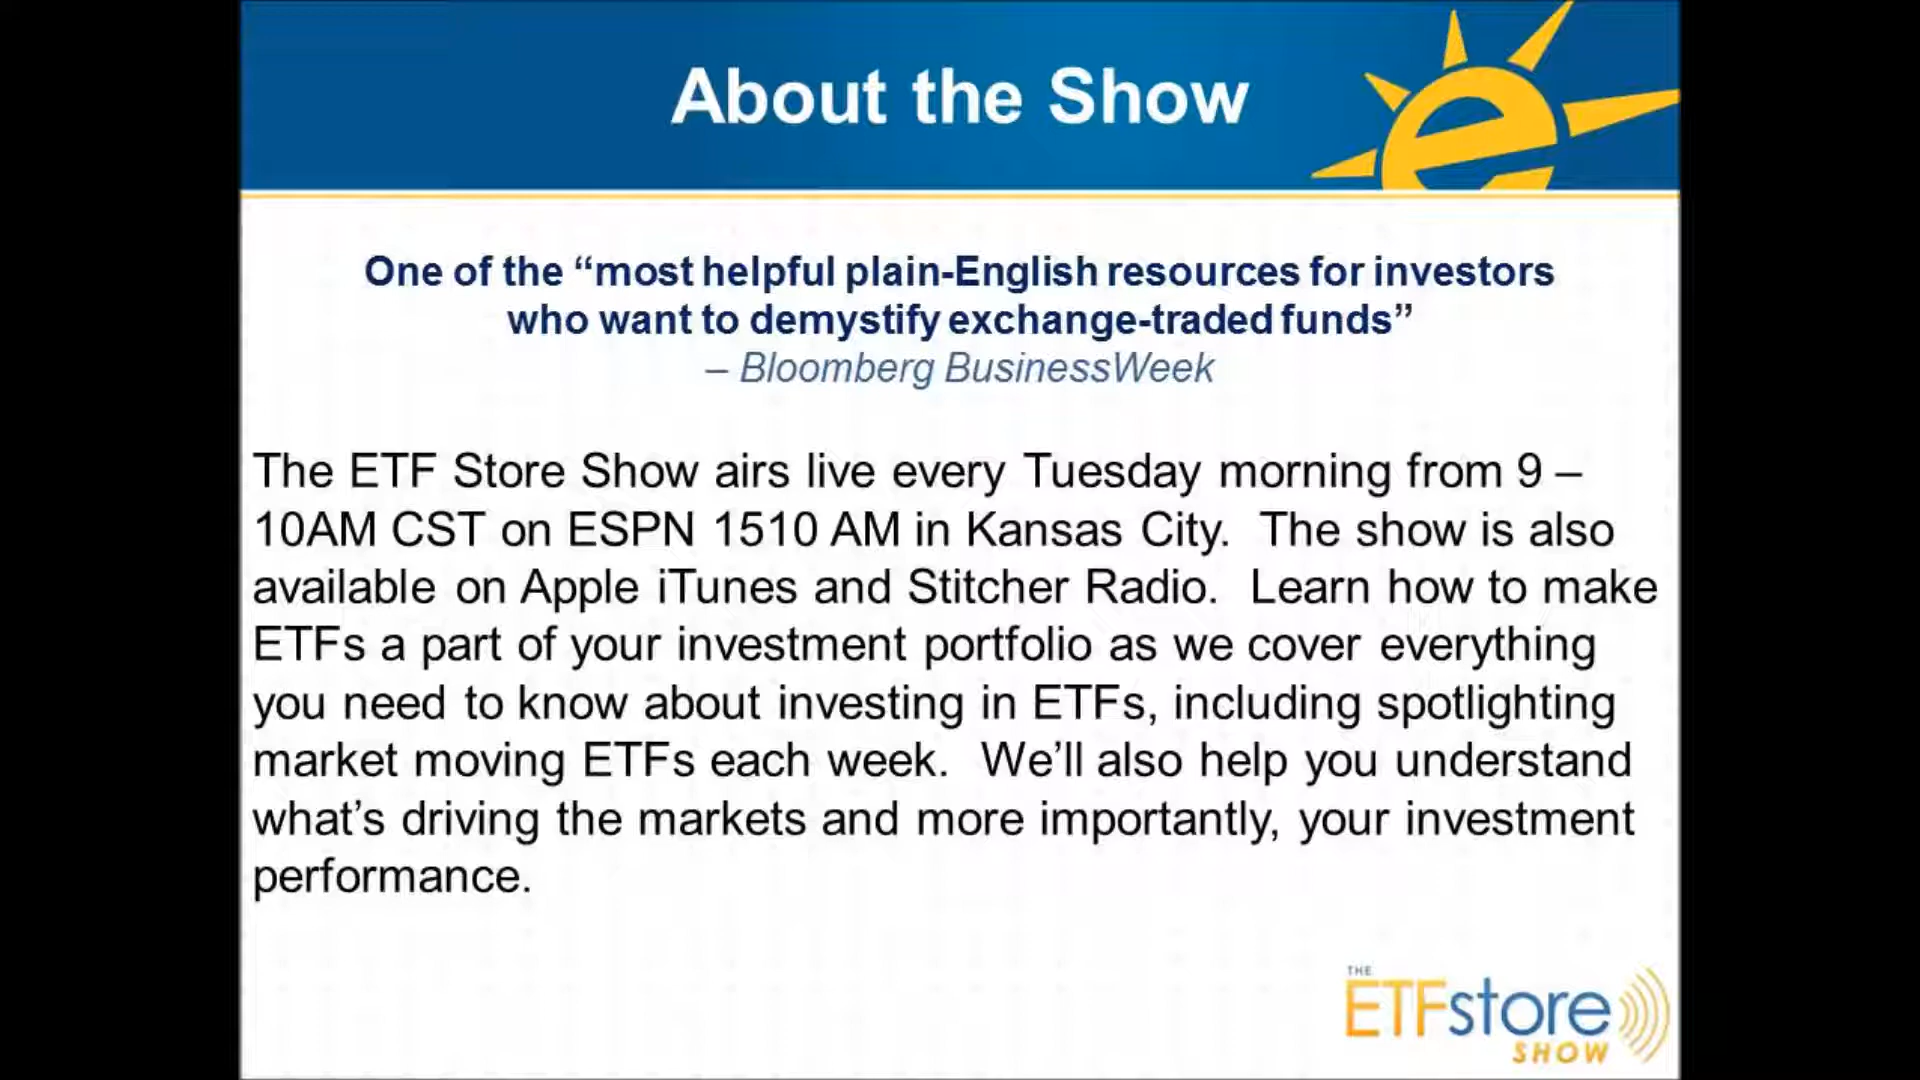 About the Show
One of the “most helpful plain-English resources for investors
who want to demystify exchange-traded funds”
– Bloomberg BusinessWeek
The ETF Store Show airs live every Tuesday morning from 9 –
10AM CST on ESPN 1510 AM in Kansas City.  The show is also
available on Apple iTunes and Stitcher Radio.  Learn how to make
ETFs a part of your investment portfolio as we cover everything
you need to know about investing in ETFs, including spotlighting
market moving ETFs each week.  We’ll also help you understand
what’s driving the markets and more importantly, your investment
performance.
THE
ETFstore
SHOW